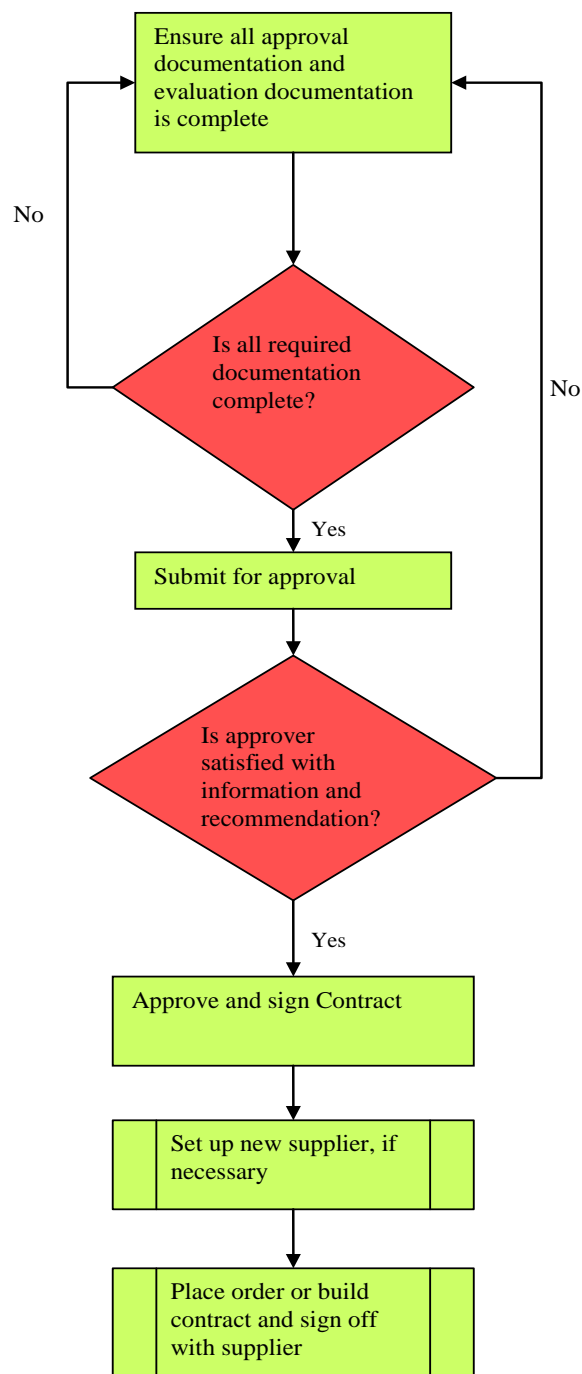 Ensure all approval
documentation and
evaluation documentation
is complete
No
Is all required
documentation
complete?
No
Yes
Submit for approval
Is approver
satisfied with
information and
recommendation?
Yes
Approve and sign Contract
Set up new supplier, if
necessary
Place order or build
contract and sign off
with supplier